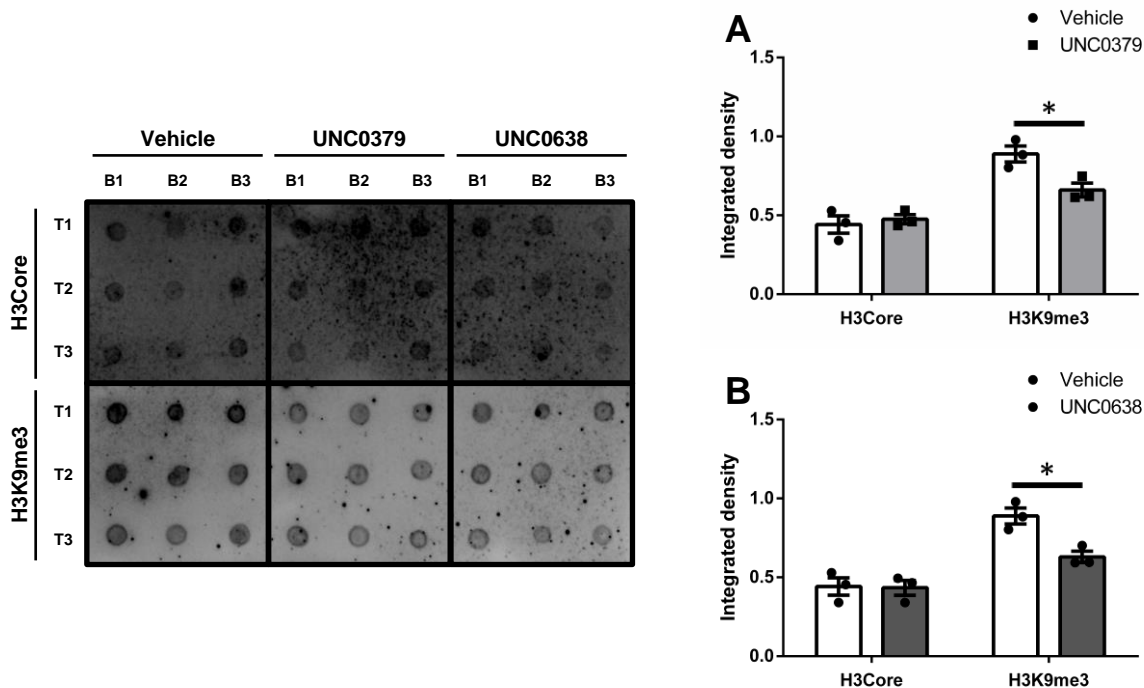 Vehicle UNC0379 UNC0638
B1 B2 B3 B1 B2 B3 B1 B2 B3
H3Core
T1
T2
T3
H3K9me3
T1
T2
T3
A
Vehicle
UNC0379
Integrated density
1.5
1.0
0.5
0.0
*
H3Core H3K9me3
B
Vehicle
UNC0638
Integrated density
1.5
1.0
0.5
0.0
*
H3Core H3K9me3